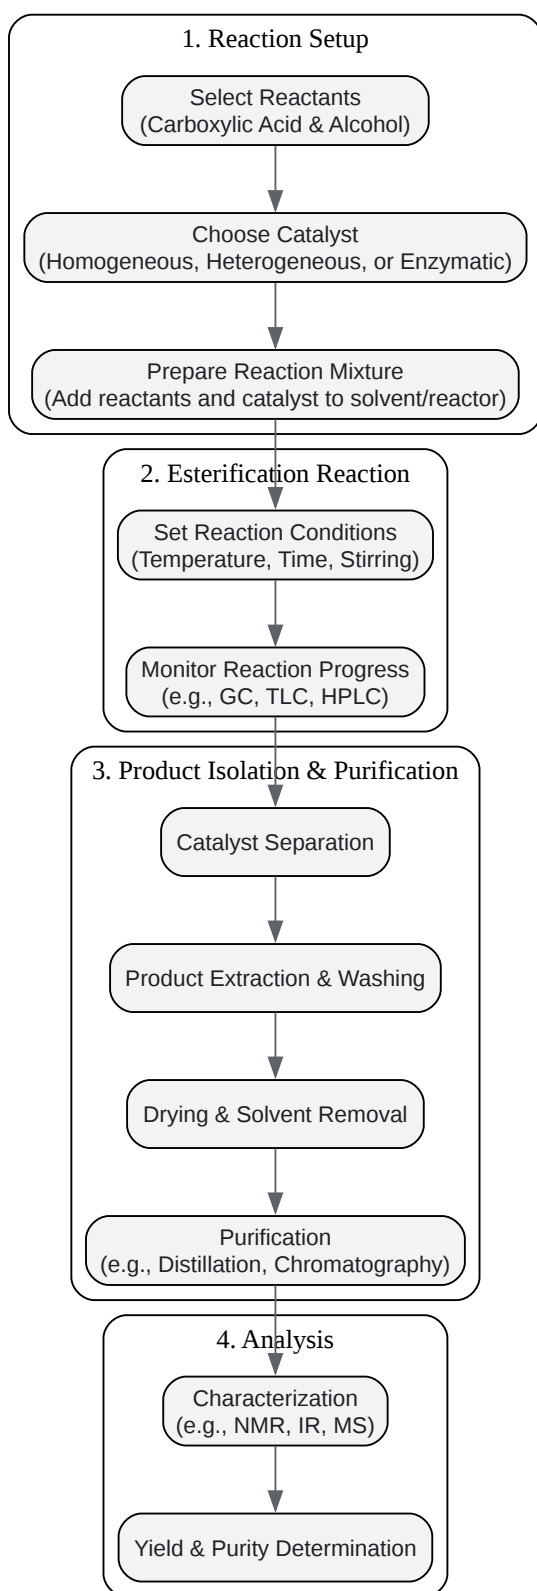 1. Reaction Setup
Select Reactants
(Carboxylic Acid & Alcohol)
Choose Catalyst
(Homogeneous, Heterogeneous, or Enzymatic)
Prepare Reaction Mixture
(Add reactants and catalyst to solvent/reactor)
2. Esterification Reaction
Set Reaction Conditions
(Temperature, Time, Stirring)
Monitor Reaction Progress
(e.g., GC, TLC, HPLC)
3. Product Isolation & Purification
Catalyst Separation
Product Extraction & Washing
Drying & Solvent Removal
Purification
(e.g., Distillation, Chromatography)
4. Analysis
Characterization
(e.g., NMR, IR, MS)
Yield & Purity Determination